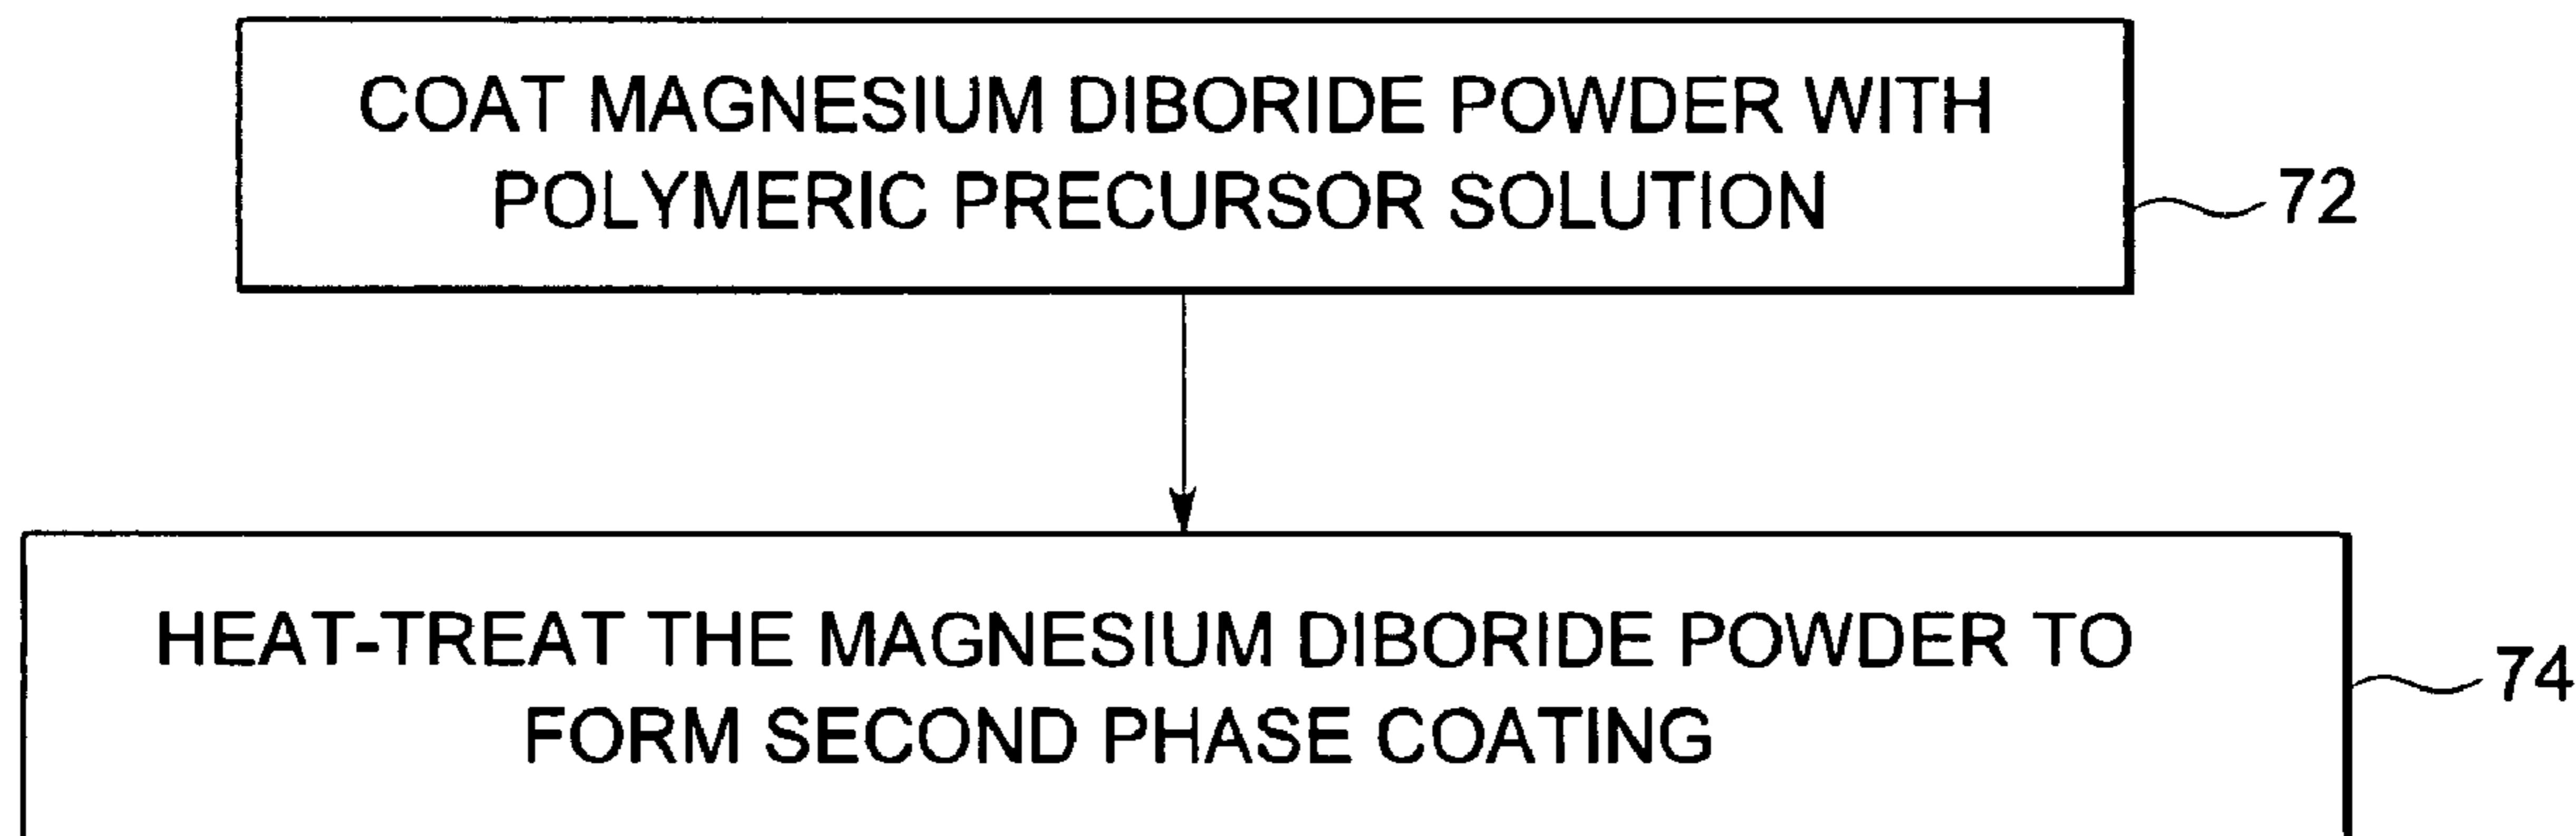 COAT MAGNESIUM DIBORIDE POWDER WITH
POLYMERIC PRECURSOR SOLUTION
72
HEAT-TREAT THE MAGNESIUM DIBORIDE POWDER TO
FORM SECOND PHASE COATING
74